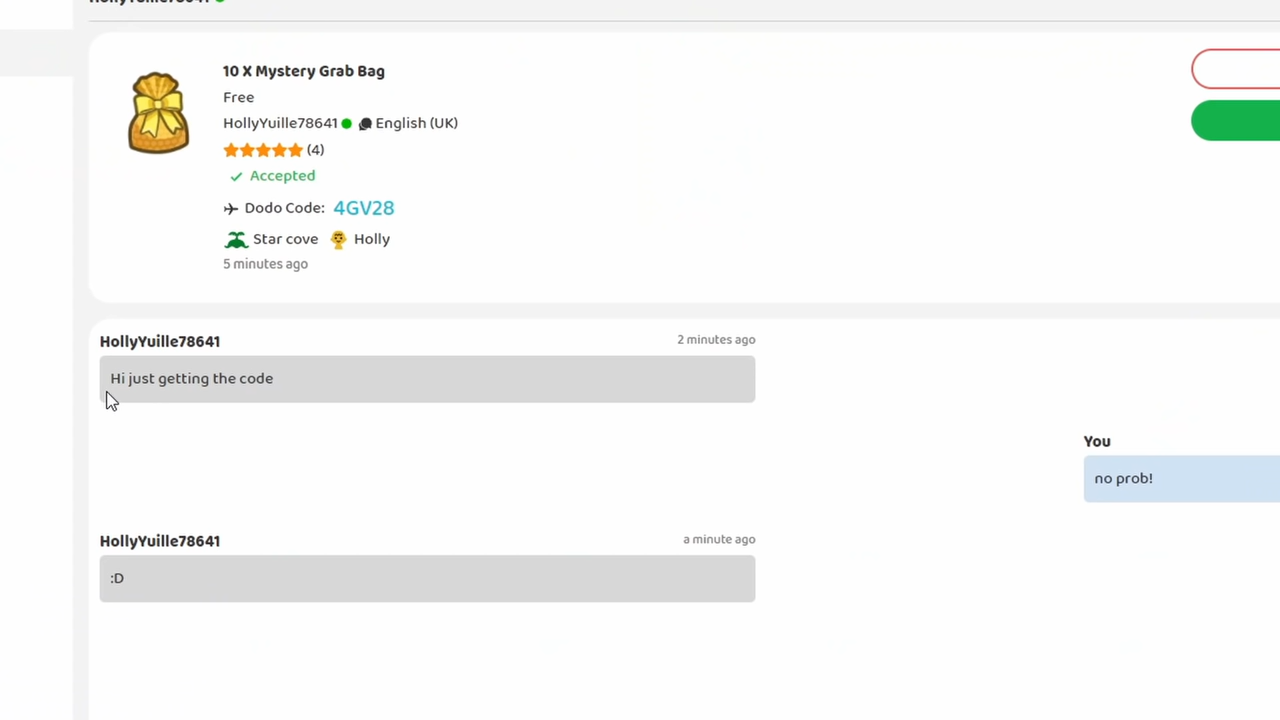 HollyYuille78641
10 X Mystery Grab Bag
Free
HollyYuille78641 English (UK)
(4)
Accepted
Dodo Code: 4GV28
Star cove Holly
5 minutes ago
HollyYuille78641 2 minutes ago
Hi just getting the code
You
no prob!
HollyYuille78641 a minute ago
:D